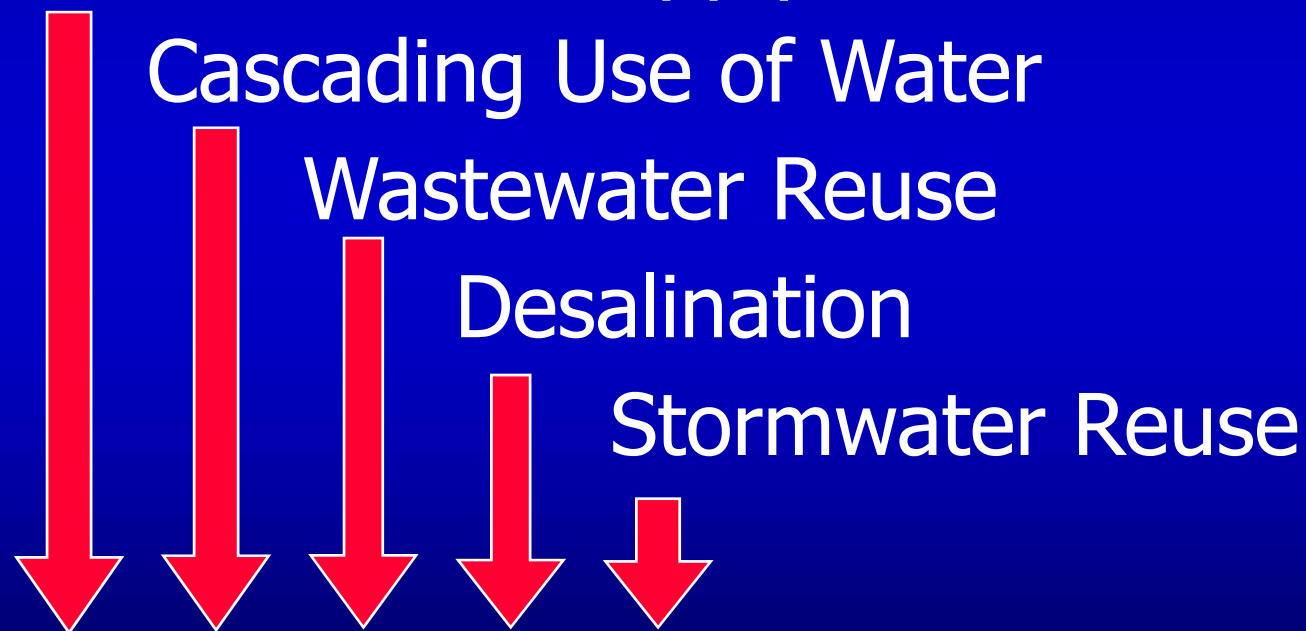 Cascading Use of Water
Wastewater Reuse
Desalination
Stormwater Reuse